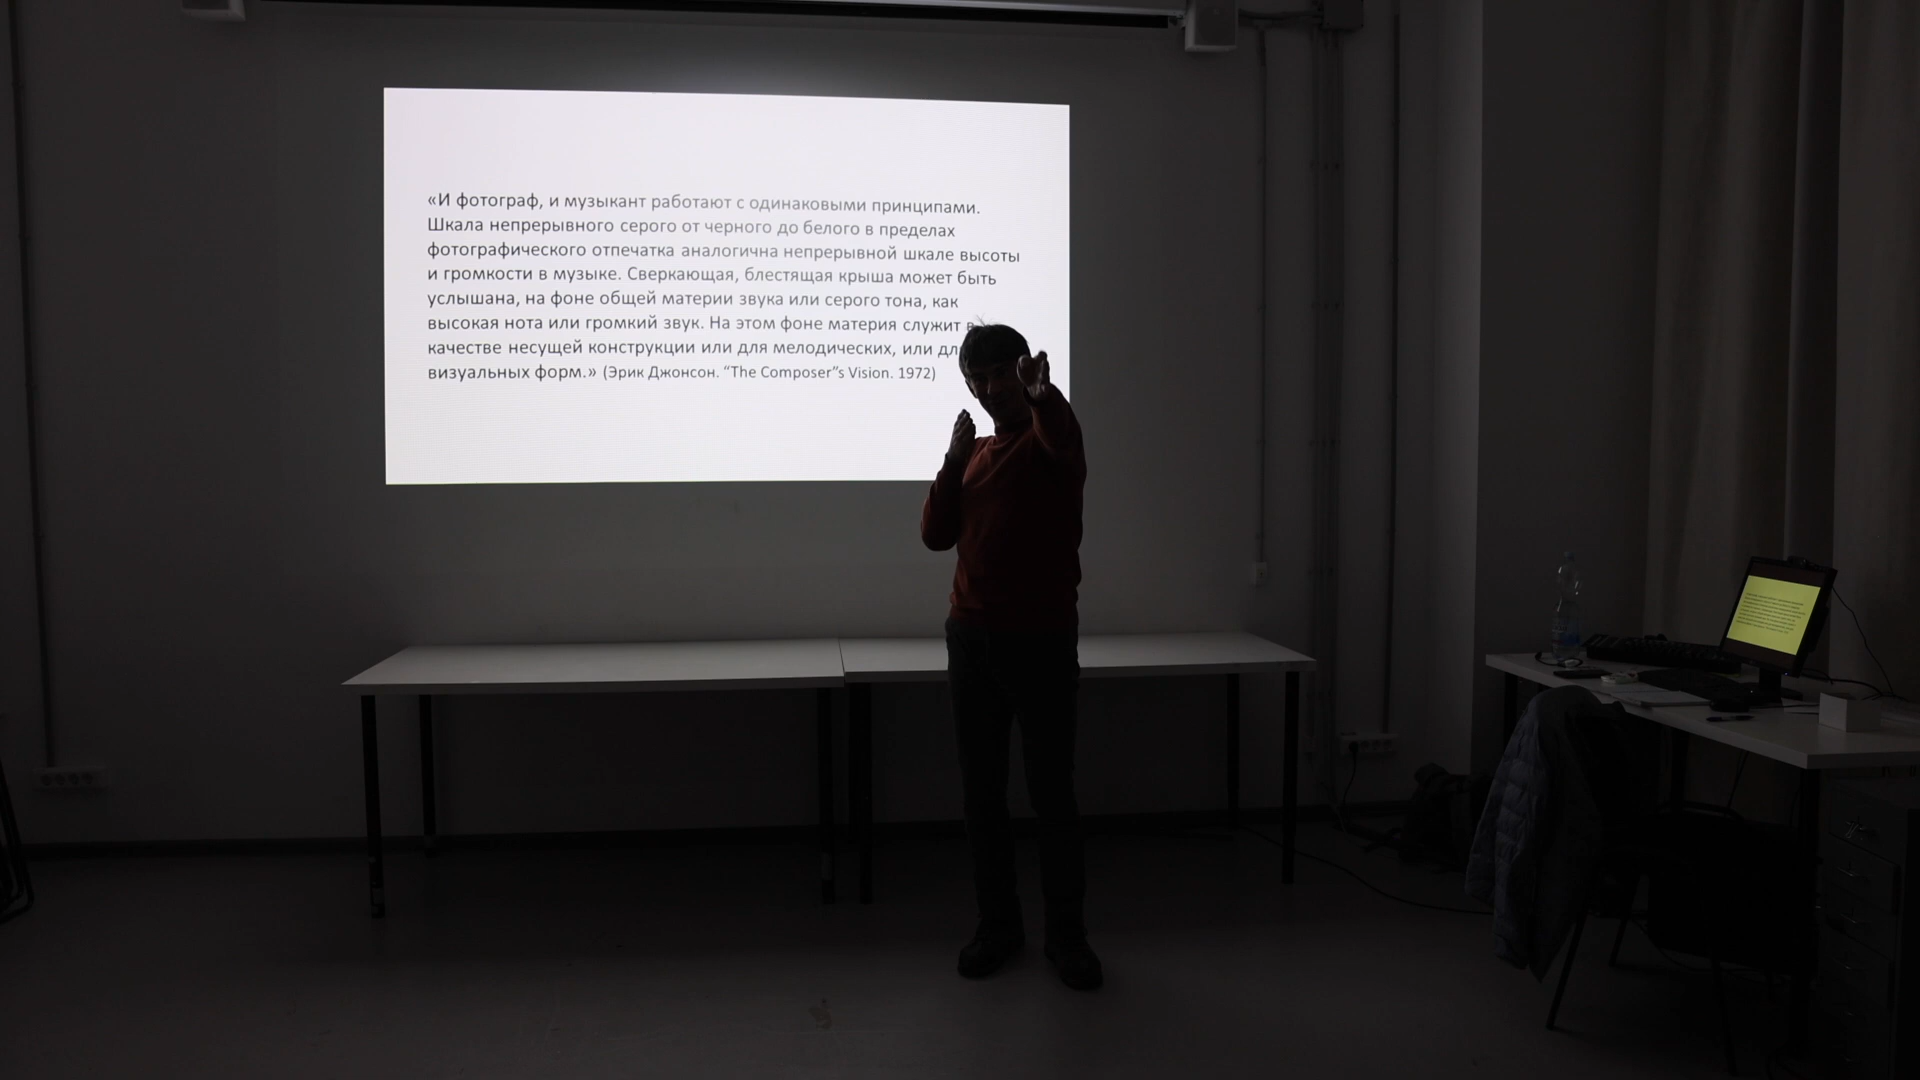 «И фотограф, и музыкант работают с одинаковыми принципами.
Шкала непрерывного серого от черного до белого в пределах
фотографического отпечатка аналогична непрерывной шкале высоты
и громкости в музыке. Сверкающая, блестящая крыша может быть
услышана, на фоне общей материи звука или серого тона, как
высокая нота или громкий звук. На этом фоне материя служит в
качестве несущей конструкции или для мелодических, или
визуальных форм.» (Эрик Джонсон. “The Composer”s Vision. 1972)